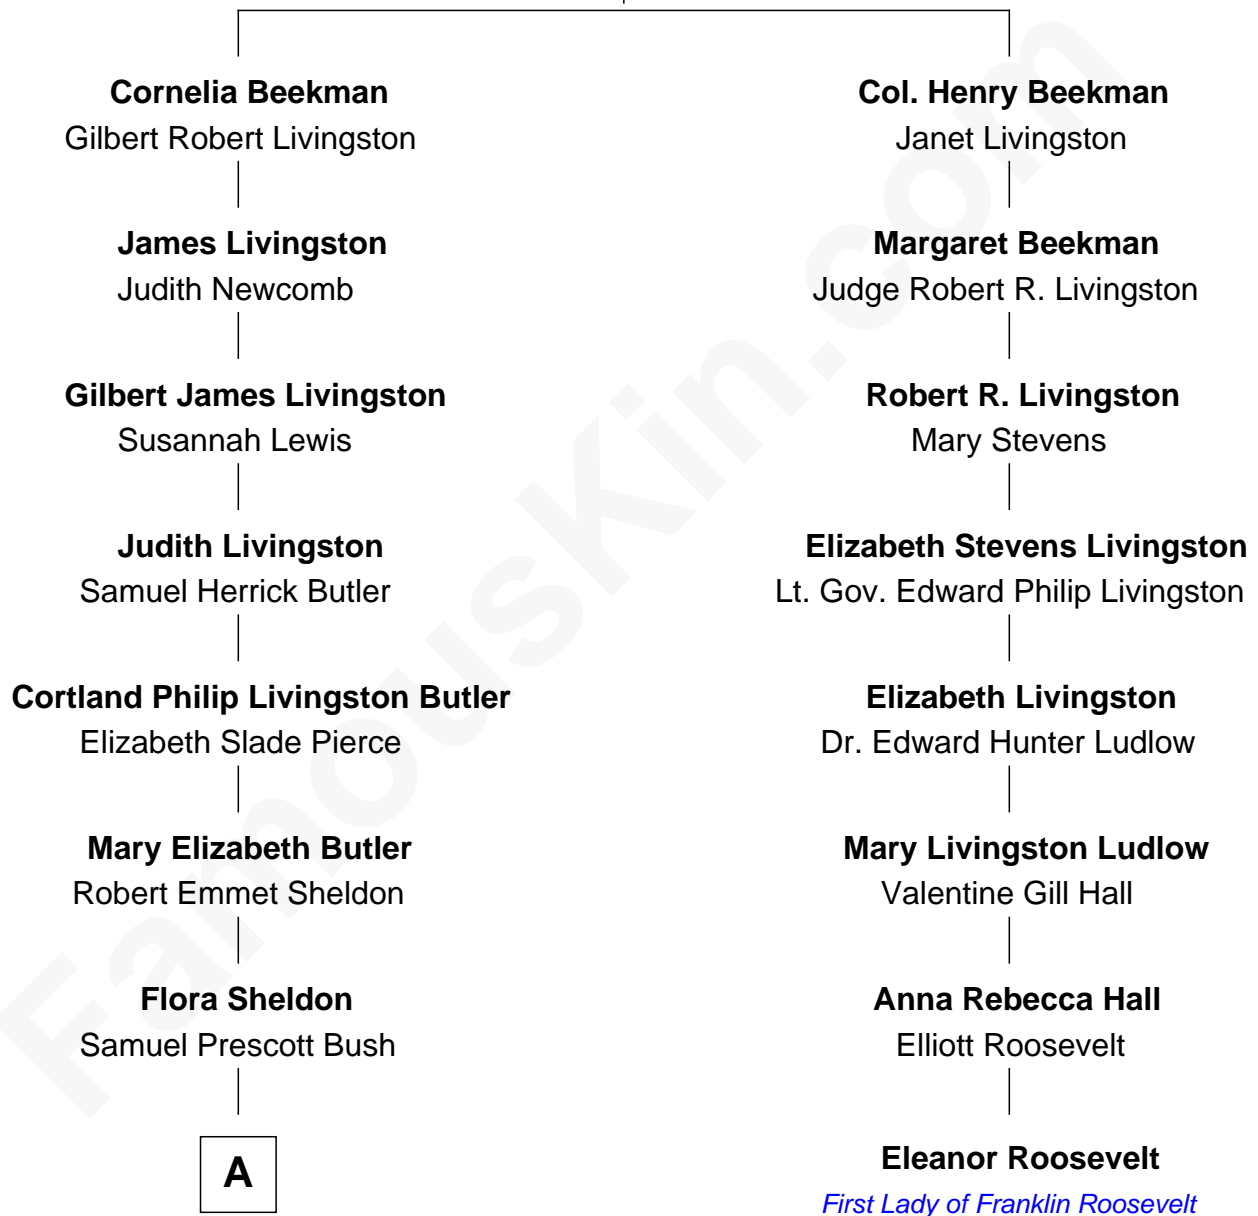 Cornelia Beekman
Gilbert Robert Livingston
James Livingston
Judith Newcomb
Gilbert James Livingston
Susannah Lewis
Judith Livingston
Samuel Herrick Butler
Cortland Philip Livingston Butler
Elizabeth Slade Pierce
Mary Elizabeth Butler
Robert Emmet Sheldon
Flora Sheldon
Samuel Prescott Bush
A
Col. Henry Beekman
Janet Livingston
Margaret Beekman
Judge Robert R. Livingston
Robert R. Livingston
Mary Stevens
Elizabeth Stevens Livingston
Lt. Gov. Edward Philip Livingston
Elizabeth Livingston
Dr. Edward Hunter Ludlow
Mary Livingston Ludlow
Valentine Gill Hall
Anna Rebecca Hall
Elliott Roosevelt
Eleanor Roosevelt
First Lady of Franklin Roosevelt
FamousKin.com